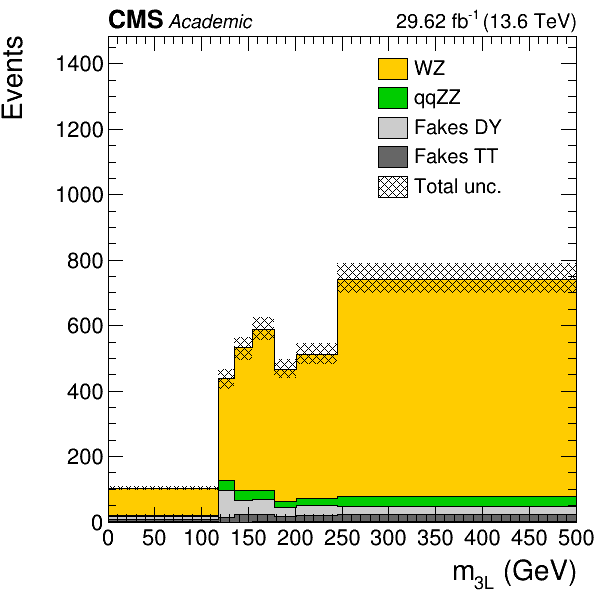 CMS Academic 29.62 fb⁻¹ (13.6 TeV)
Events
1400
1200
1000
800
600
400
200
0
WZ
qqZZ
Fakes DY
Fakes TT
Total unc.
0 50 100 150 200 250 300 350 400 450 500
m₃L (GeV)